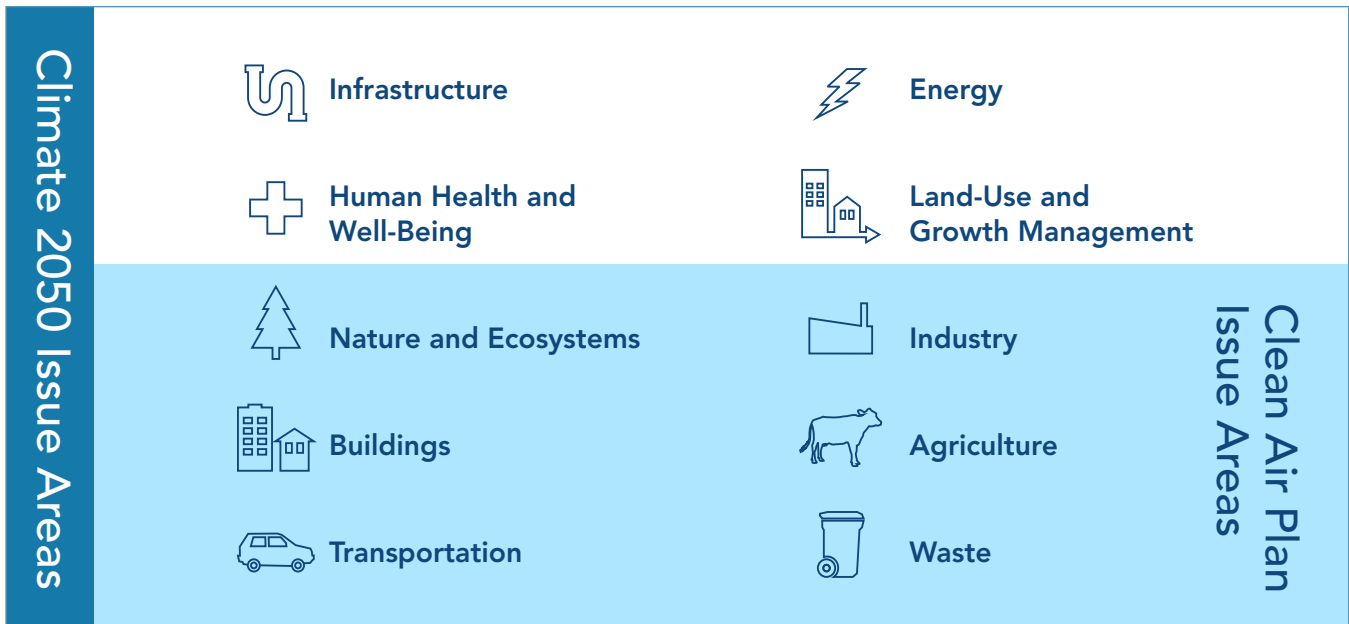 Climate 2050 Issue Areas
Infrastructure
Energy
Human Health and
Well-Being
Land-Use and
Growth Management
Nature and Ecosystems
Industry
Buildings
Agriculture
Transportation
Waste
Clean Air Plan
Issue Areas